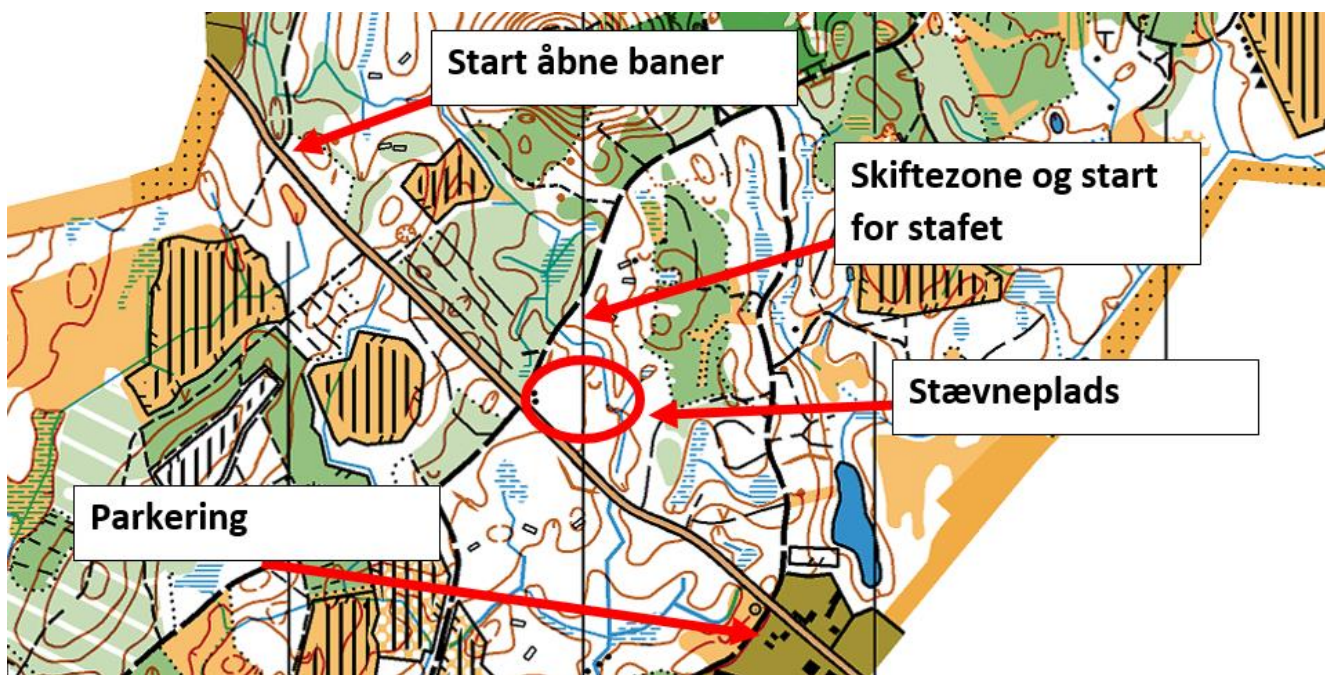 Start åbne baner
Skiftezone og start
for stafet
Stævneplads
Parkering